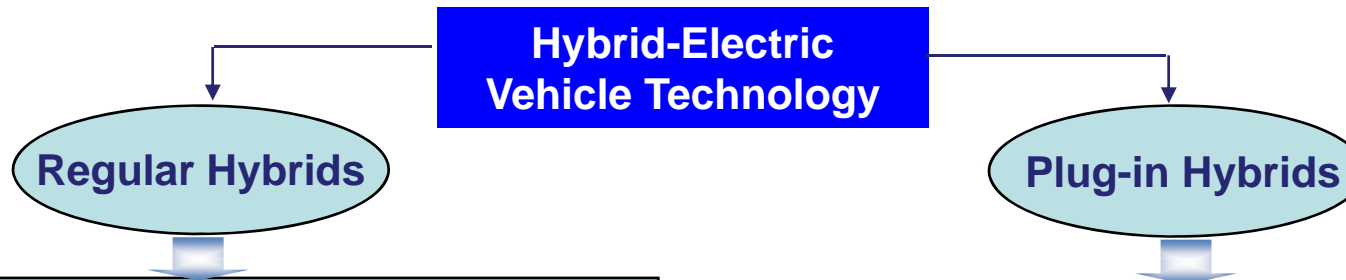 Hybrid-Electric
Vehicle Technology
Regular Hybrids
Plug-in Hybrids